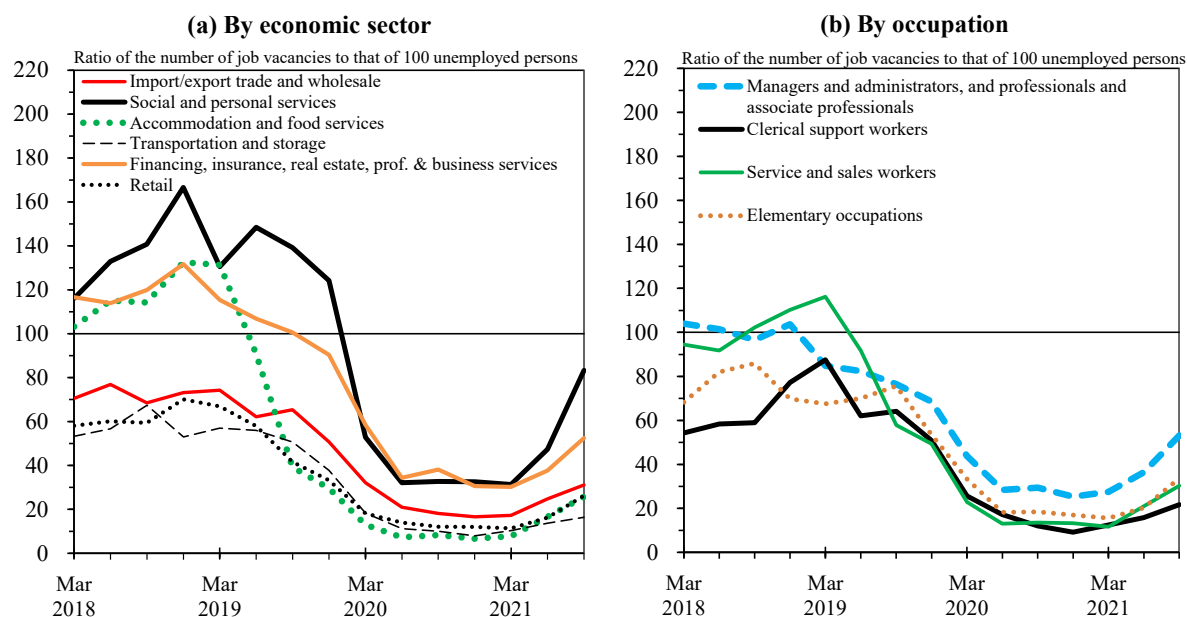 (a) By economic sector
Ratio of the number of job vacancies to that of 100 unemployed persons
220
200
180
160
140
120
100
80
60
40
20
0
Import/export trade and wholesale
Social and personal services
Accommodation and food services
Transportation and storage
Financing, insurance, real estate, prof. & business services
Retail
Mar
2018
Mar
2019
Mar
2020
Mar
2021
(b) By occupation
Ratio of the number of job vacancies to that of 100 unemployed persons
220
200
180
160
140
120
100
80
60
40
20
0
Managers and administrators, and professionals and
associate professionals
Clerical support workers
Service and sales workers
Elementary occupations
Mar
2018
Mar
2019
Mar
2020
Mar
2021